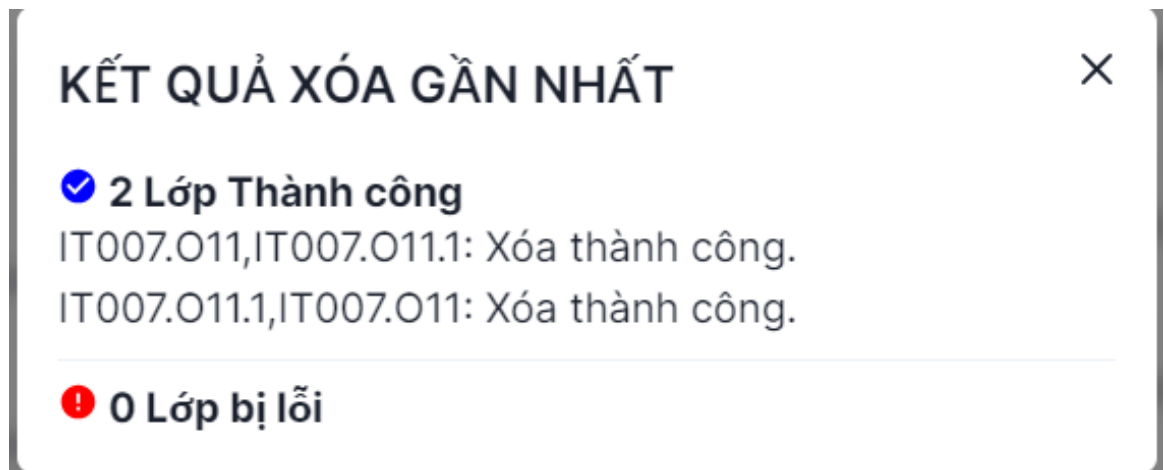 KẾT QUẢ XÓA GẦN NHẤT
2 Lớp Thành công
IT007.O11,IT007.O11.1: Xóa thành công.
IT007.O11.1,IT007.O11: Xóa thành công.
0 Lớp bị lỗi